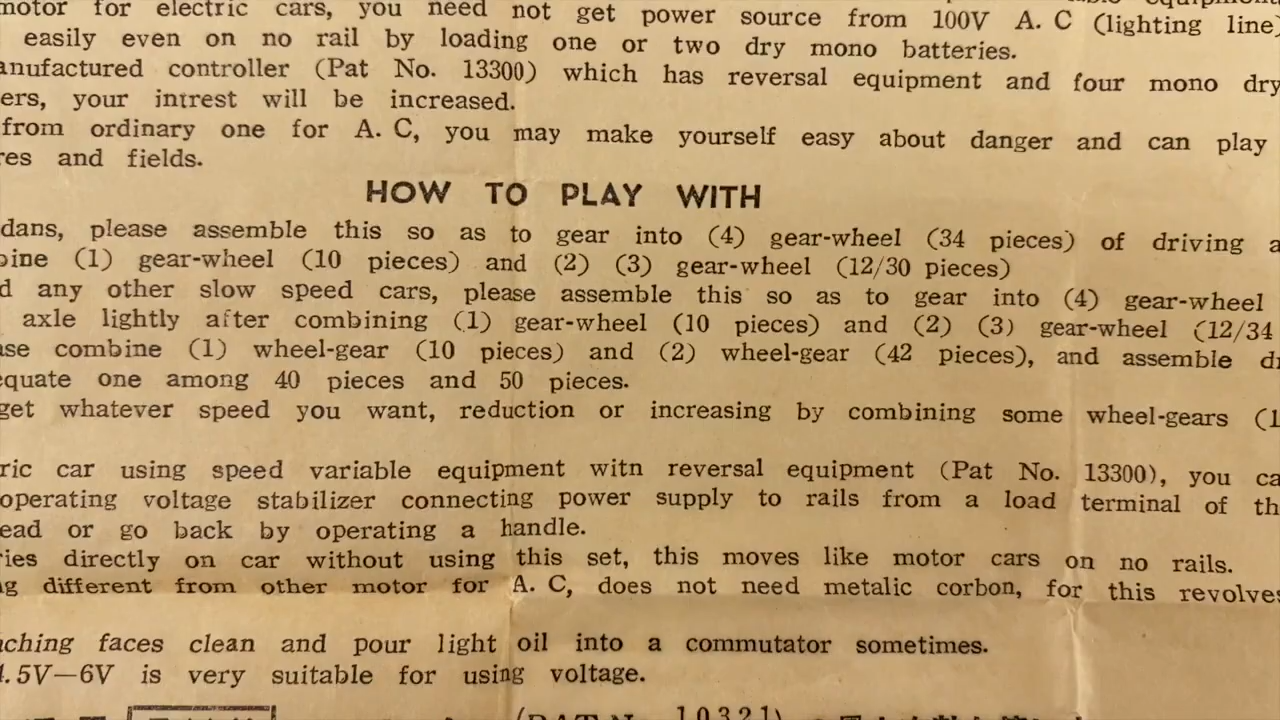 motor for electric cars, you need not get power source from 100V A. C (lighting line)
easily even on no rail by loading one or two dry mono batteries.
anufactured controller (Pat No. 13300) which has reversal equipment and four mono dry
ers, your intrest will be increased.
from ordinary one for A. C, you may make yourself easy about danger and can play
res and fields.
HOW TO PLAY WITH
dans, please assemble this so as to gear into (4) gear-wheel (34 pieces) of driving a
bine (1) gear-wheel (10 pieces) and (2) (3) gear-wheel (12/30 pieces)
d any other slow speed cars, please assemble this so as to gear into (4) gear-wheel
axle lightly after combining (1) gear-wheel (10 pieces) and (2) (3) gear-wheel (12/34
ase combine (1) wheel-gear (10 pieces) and (2) wheel-gear (42 pieces), and assemble dr
equate one among 40 pieces and 50 pieces.
get whatever speed you want, reduction or increasing by combining some wheel-gears (1
ric car using speed variable equipment witn reversal equipment (Pat No. 13300), you ca
operating voltage stabilizer connecting power supply to rails from a load terminal of th
ead or go back by operating a handle.
ries directly on car without using this set, this moves like motor cars on no rails.
g different from other motor for A. C, does not need metalic corbon, for this revolves
ching faces clean and pour light oil into a commutator sometimes.
4. 5V—6V is very suitable for using voltage.
(PAT No. 10321)